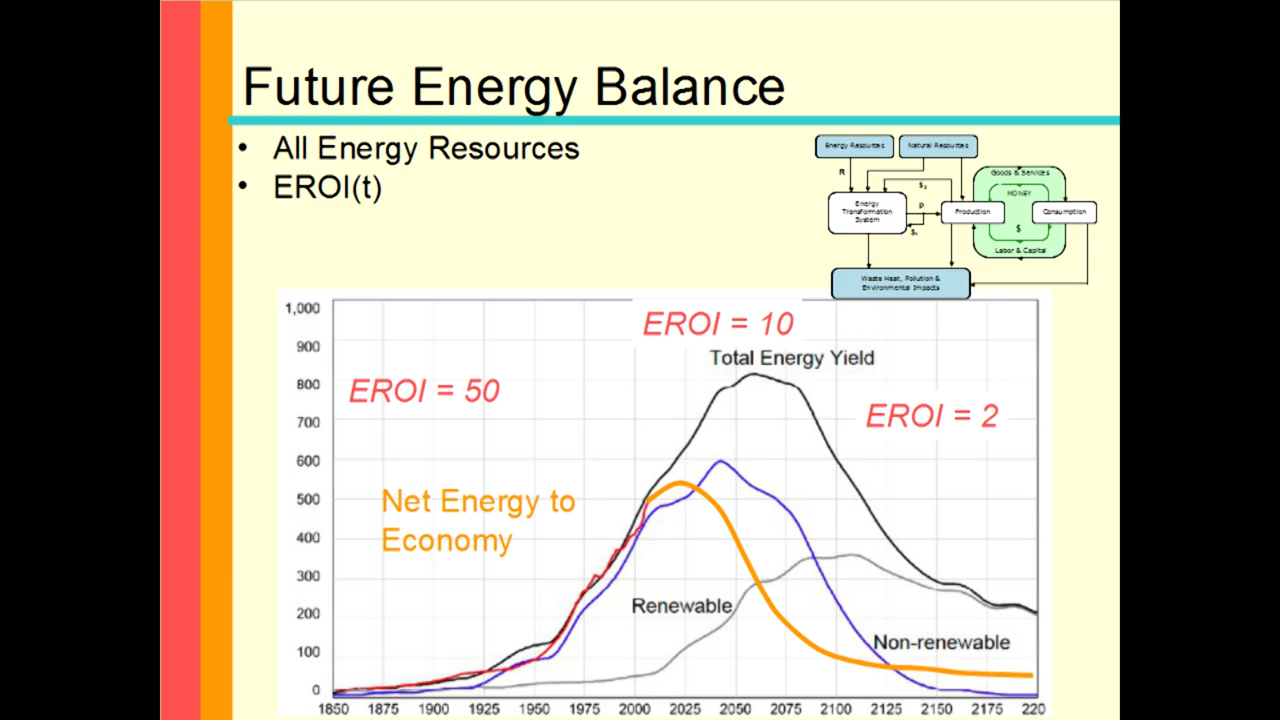 Future Energy Balance
• All Energy Resources
• EROI(t)
Energy Resources
Natural Resources
R
S₂
Goods & Services
MONEY
Energy
Transformation
System
P
S₁
Production
Consumption
$
Labor & Capital
Waste Heat, Pollution &
Environmental Impacts
1,000
900
800
700
600
500
400
300
200
100
0
EROI = 50
EROI = 10
Total Energy Yield
EROI = 2
Net Energy to
Economy
Renewable
Non-renewable
1850 1875 1900 1925 1950 1975 2000 2025 2050 2075 2100 2125 2150 2175 220